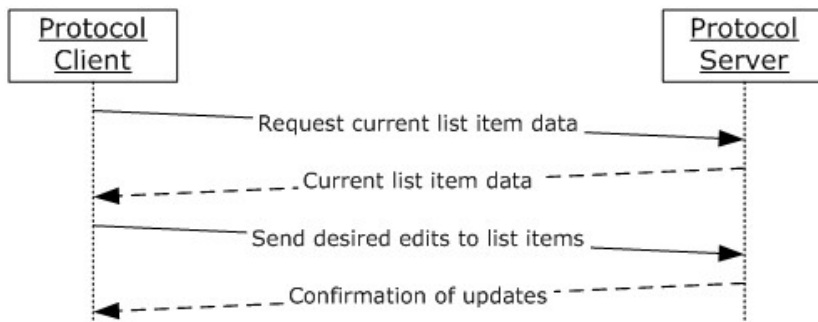 Protocol
Client
Protocol
Server
Request current list item data
Current list item data
Send desired edits to list items
Confirmation of updates